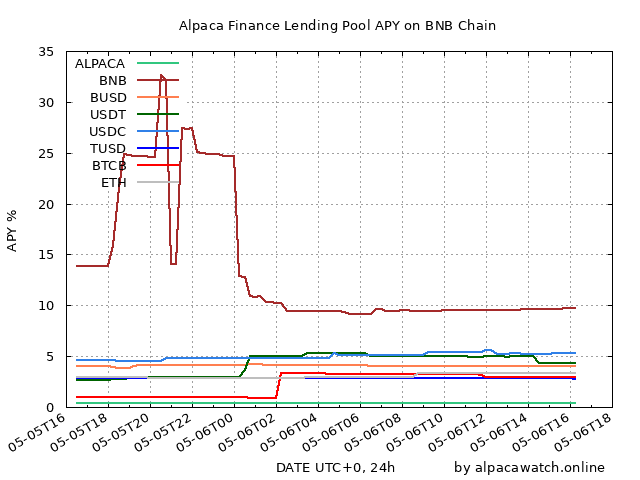 Alpaca Finance Lending Pool APY on BNB Chain
35
30
25
20
15
10
5
0
APY %
ALPACA
BNB
BUSD
USDT
USDC
TUSD
BTCB
ETH
05-05T16
05-05T18
05-05T20
05-05T22
05-06T00
05-06T02
05-06T04
05-06T06
05-06T08
05-06T10
05-06T12
05-06T14
05-06T16
05-06T18
DATE UTC+0, 24h
by alpacawatch.online